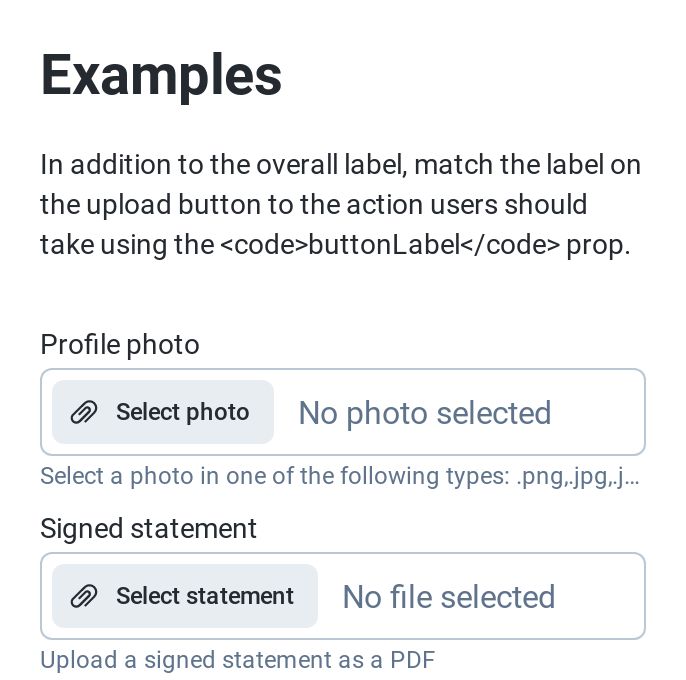 Examples
In addition to the overall label, match the label on
the upload button to the action users should
take using the <code>buttonLabel</code> prop.
Profile photo
Select photo No photo selected
Select a photo in one of the following types: .png,.jpg,.j...
Signed statement
Select statement No file selected
Upload a signed statement as a PDF